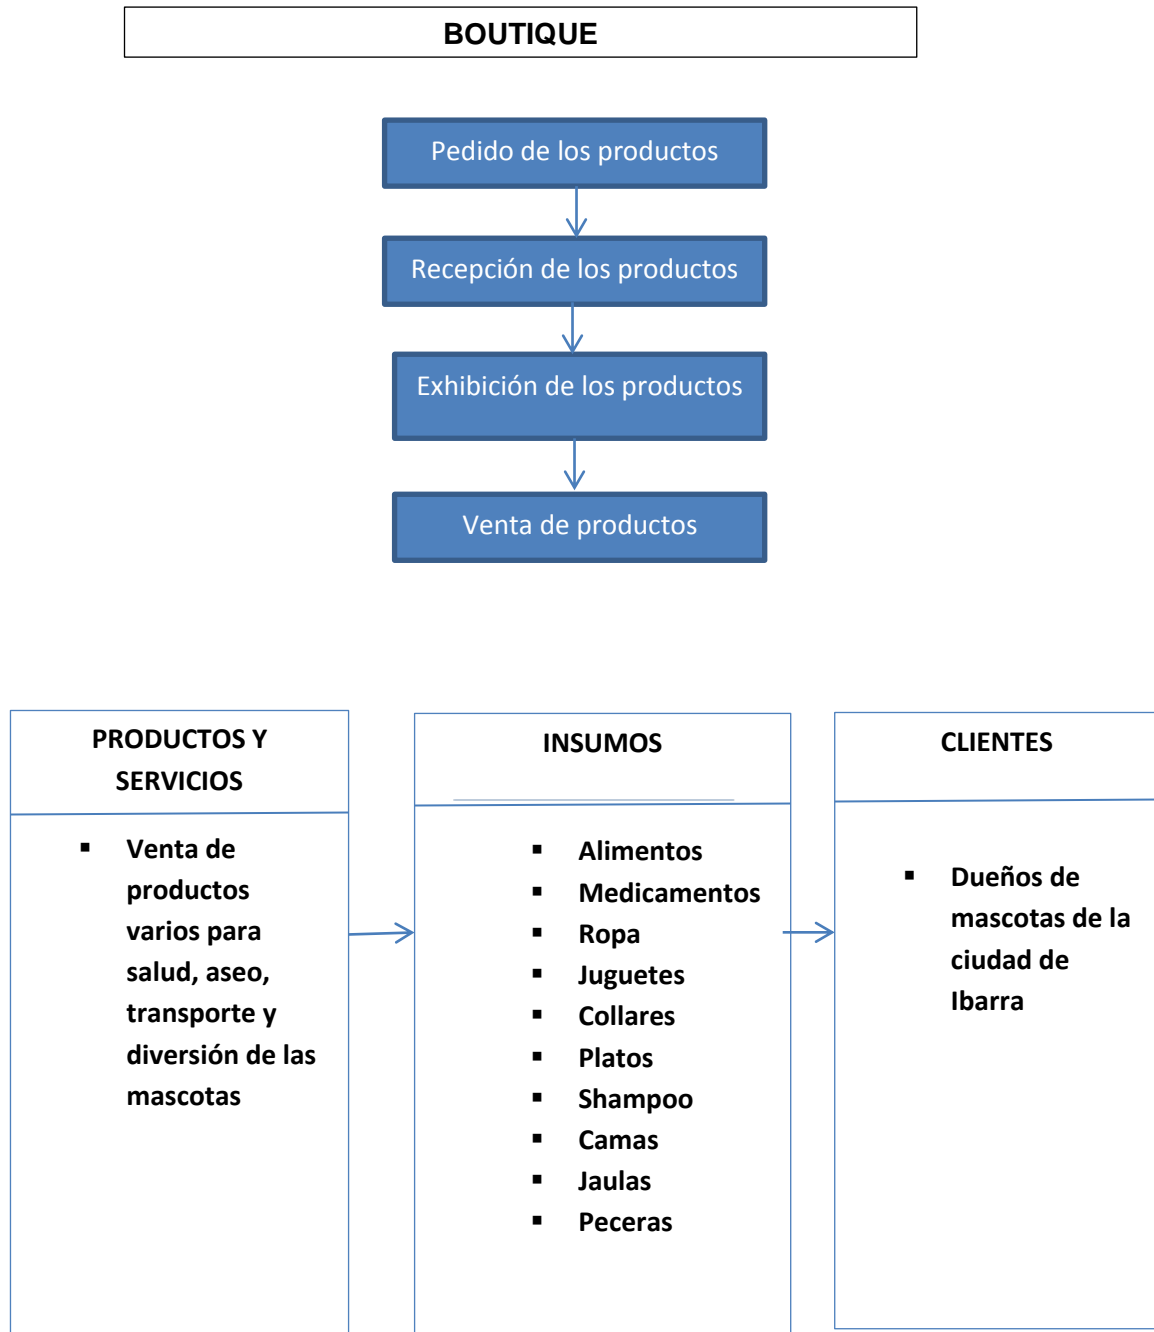 BOUTIQUE
Pedido de los productos
Recepción de los productos
Exhibición de los productos
Venta de productos
PRODUCTOS Y
SERVICIOS
▪ Venta de
productos
varios para
salud, aseo,
transporte y
diversión de las
mascotas
INSUMOS
▪ Alimentos
▪ Medicamentos
▪ Ropa
▪ Juguetes
▪ Collares
▪ Platos
▪ Shampoo
▪ Camas
▪ Jaulas
▪ Peceras
CLIENTES
▪ Dueños de
mascotas de la
ciudad de
Ibarra